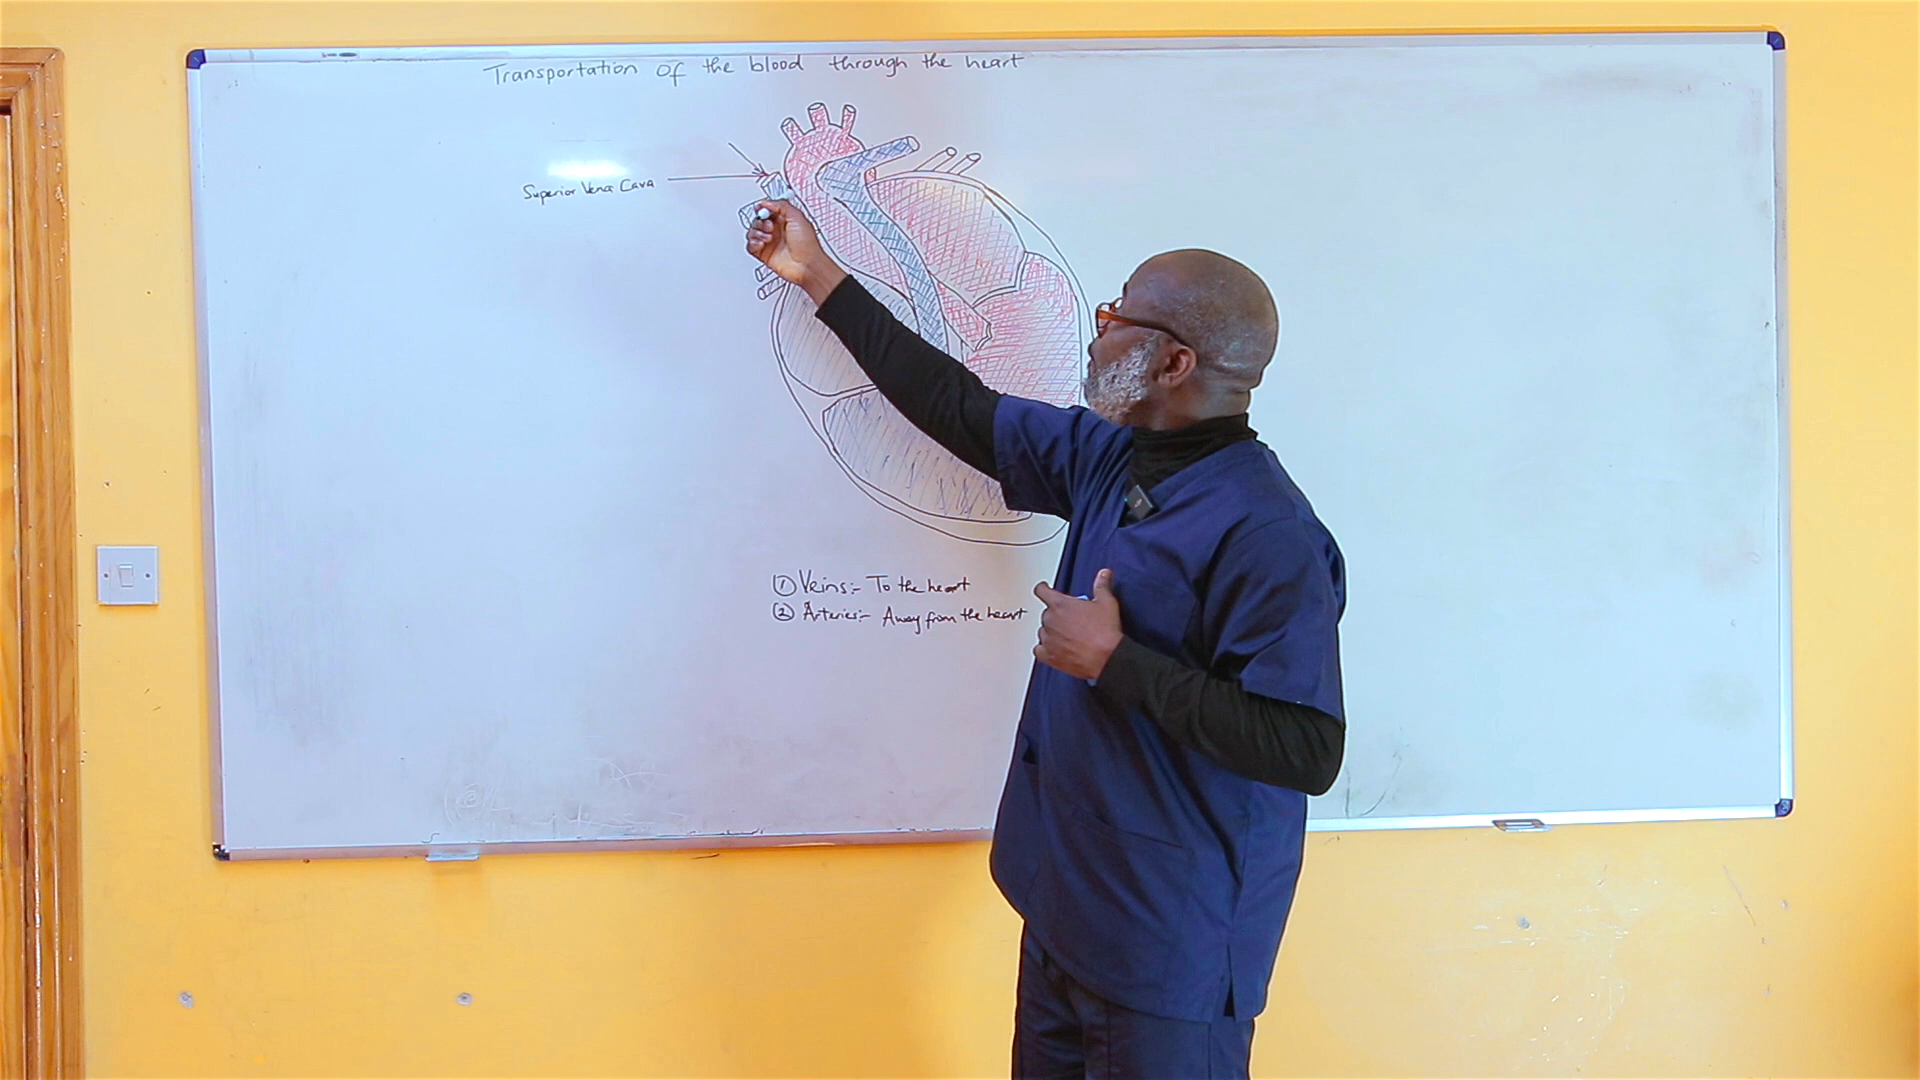 Transportation of the blood through the heart
Superior Vena Cava
① Veins:- To the heart
② Arteries:- Away from the heart